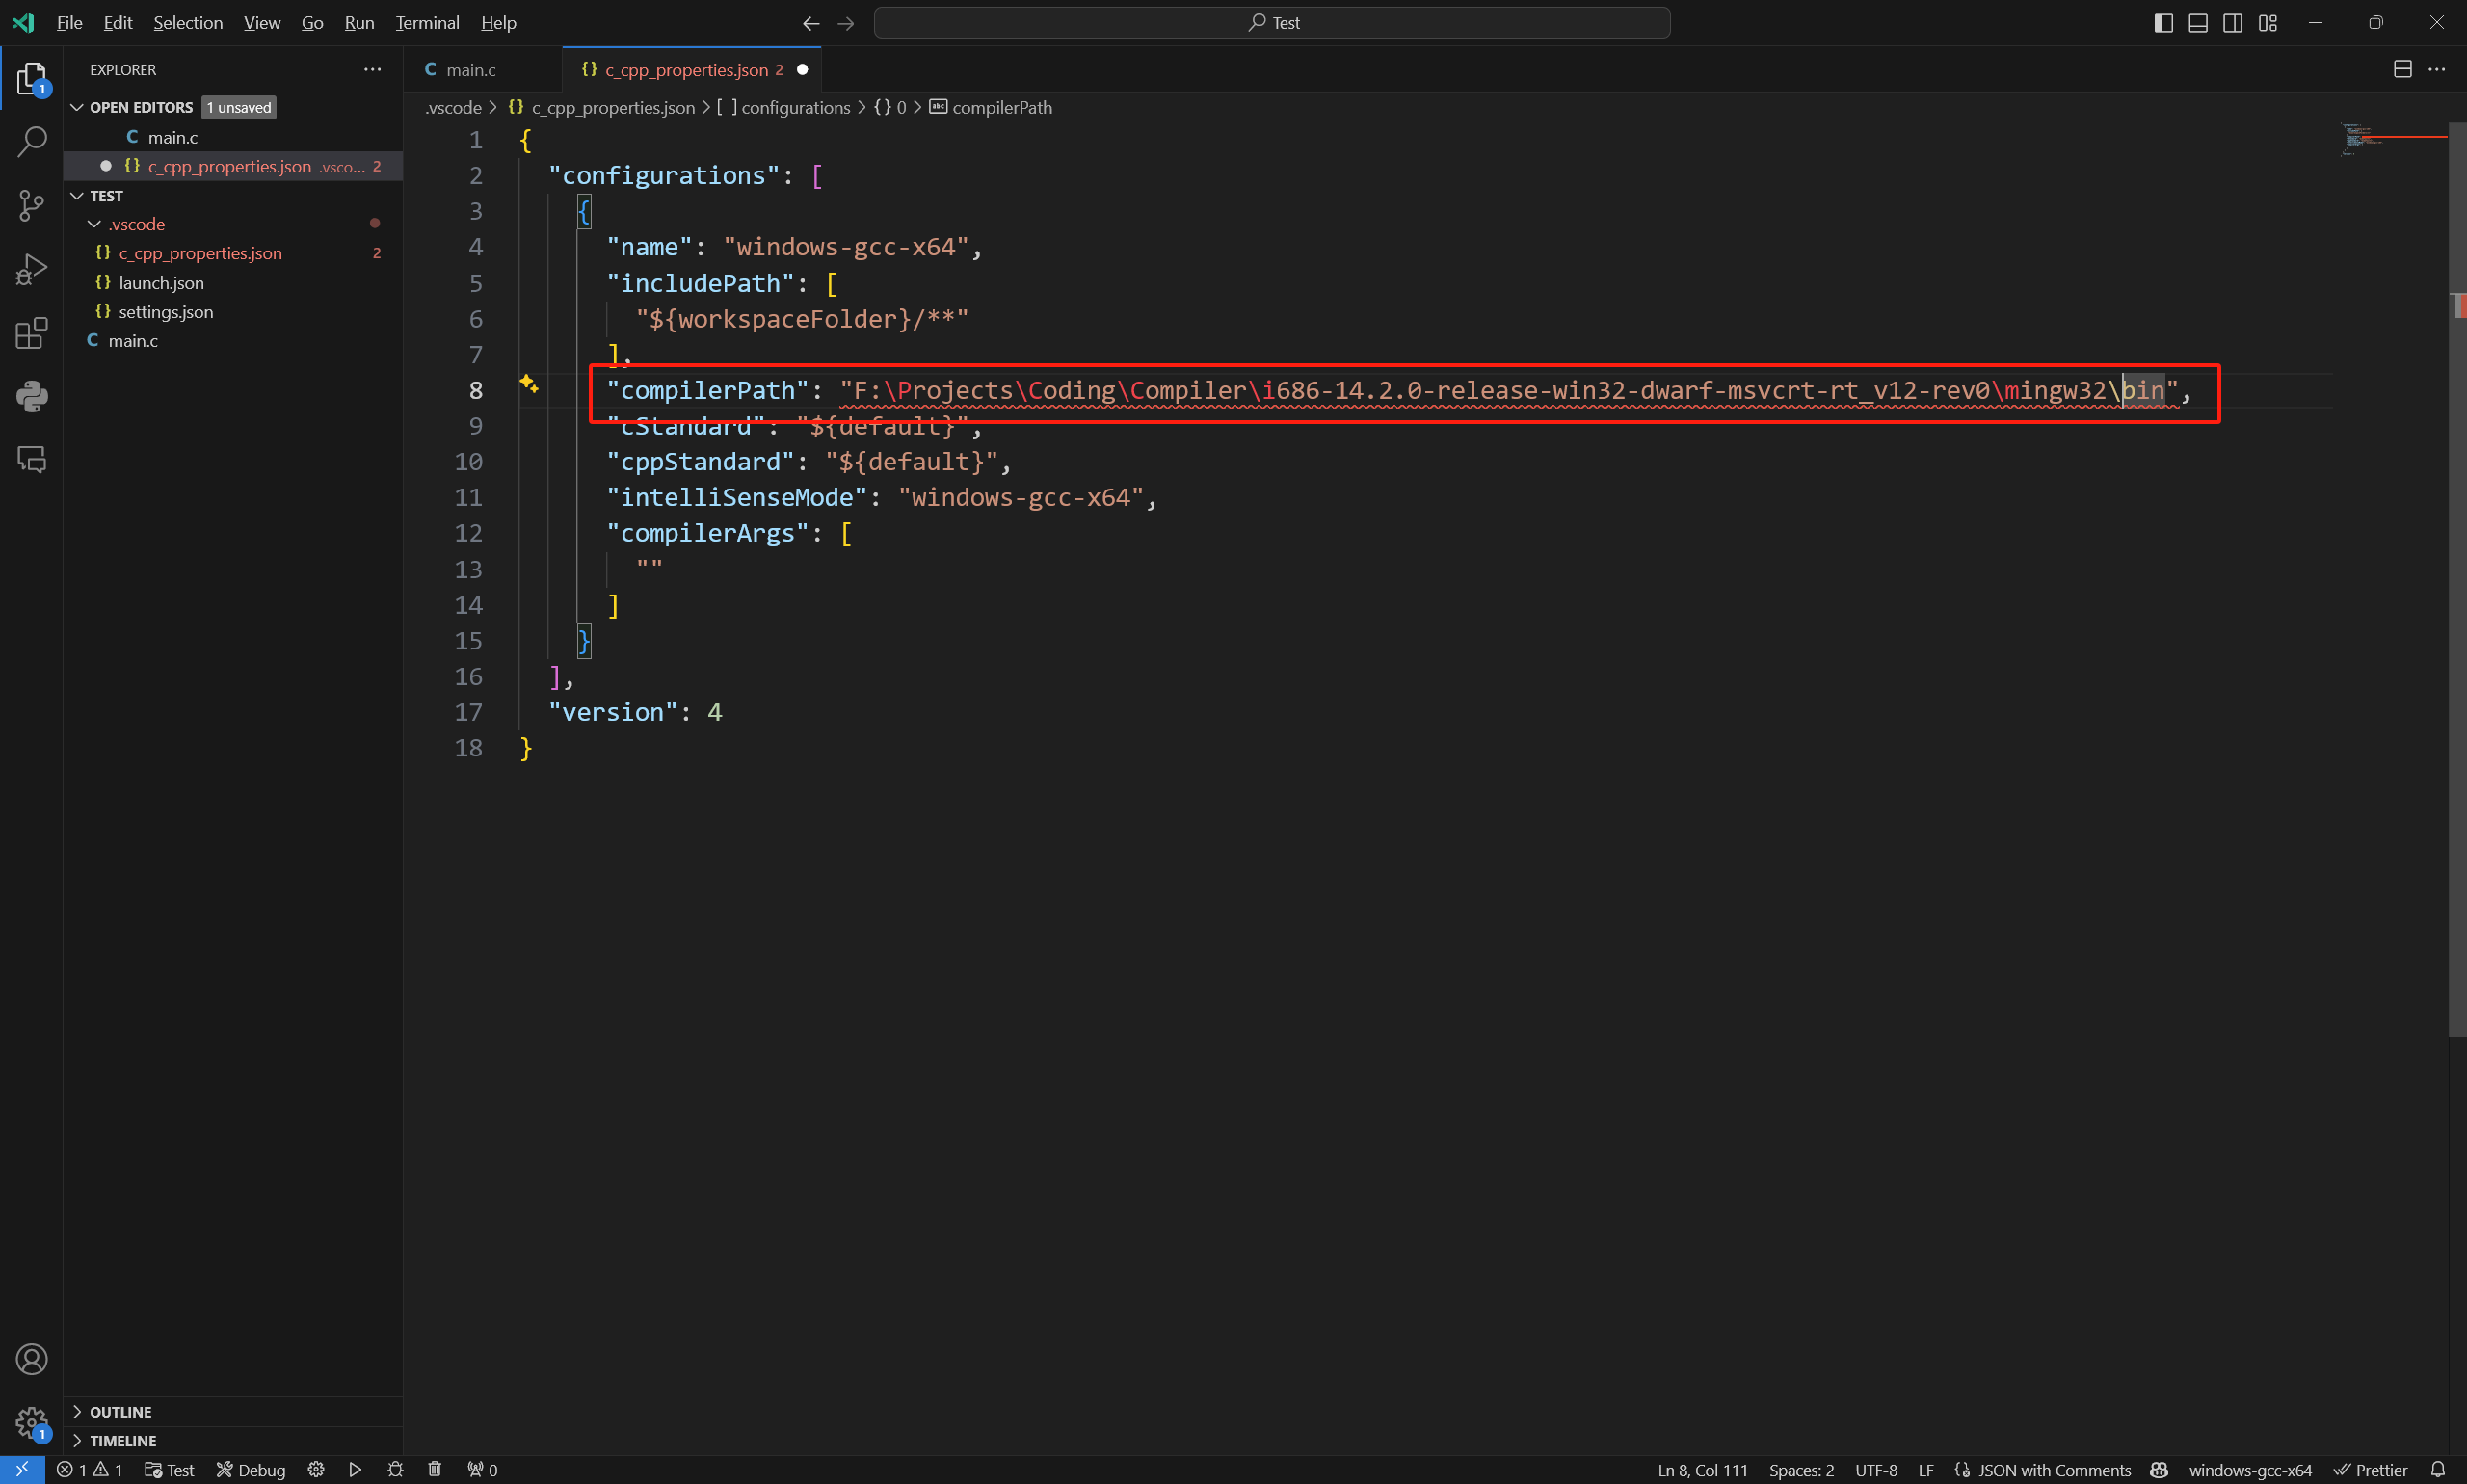 File Edit Selection View Go Run Terminal Help
Test
EXPLORER
OPEN EDITORS 1 unsaved
main.c
c_cpp_properties.json .vsco... 2
TEST
.vscode
c_cpp_properties.json 2
launch.json
settings.json
C main.c
OUTLINE
TIMELINE
C main.c
{} c_cpp_properties.json 2
.vscode > {} c_cpp_properties.json > [ ] configurations > {} 0 > abc compilerPath
1 {
2 "configurations": [
3 {
4 "name": "windows-gcc-x64",
5 "includePath": [
6 "${workspaceFolder}/**"
7 ],
8 "compilerPath": "F:\Projects\Coding\Compiler\i686-14.2.0-release-win32-dwarf-msvcrt-rt_v12-rev0\mingw32\bin",
9 "cStandard": "${default}",
10 "cppStandard": "${default}",
11 "intelliSenseMode": "windows-gcc-x64",
12 "compilerArgs": [
13 ""
14 ]
15 }
16 ],
17 "version": 4
18 }
1 1 Test Debug 0
Ln 8, Col 111 Spaces: 2 UTF-8 LF {} JSON with Comments windows-gcc-x64 Prettier